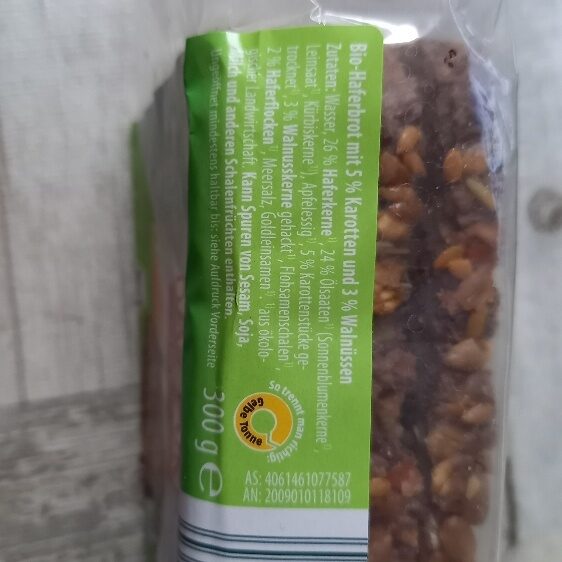 Bio-Haferbrot mit 5 % Karotten und 3 % Walnüssen
Zutaten: Wasser, 26 % Haferkerne¹⁾, 24 % Ölsaaten¹⁾ (Sonnenblumenkerne¹⁾,
Leinsaat¹⁾, Kürbiskerne¹⁾), Apfelessig¹⁾, 5 % Karottenstücke ge-
trocknet¹⁾, 3 % Walnusskerne gehackt¹⁾, Flohsamenschalen¹⁾,
2 % Haferflocken¹⁾, Meersalz, Goldleinsamen¹⁾. ¹⁾aus ökolo-
gischer Landwirtschaft. Kann Spuren von Sesam, Soja,
Milch und anderen Schalenfrüchten enthalten.
Ungeöffnet mindestens haltbar bis: siehe Aufdruck Vorderseite
300 g e
So trennt man richtig:
Gelbe Tonne
AS: 4061461077587
AN: 2009010118109